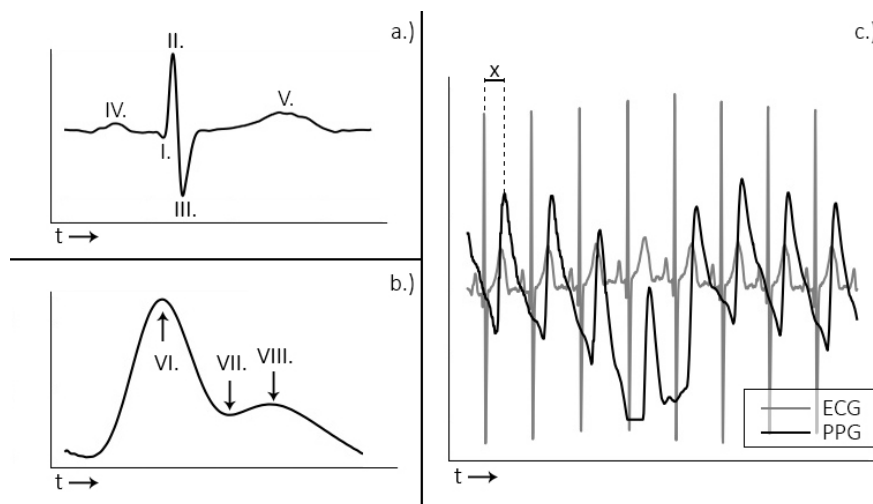 a.)
II.
IV.
V.
I.
III.
t
b.)
VI.
VII.
VIII.
t
c.)
x
ECG
PPG
t